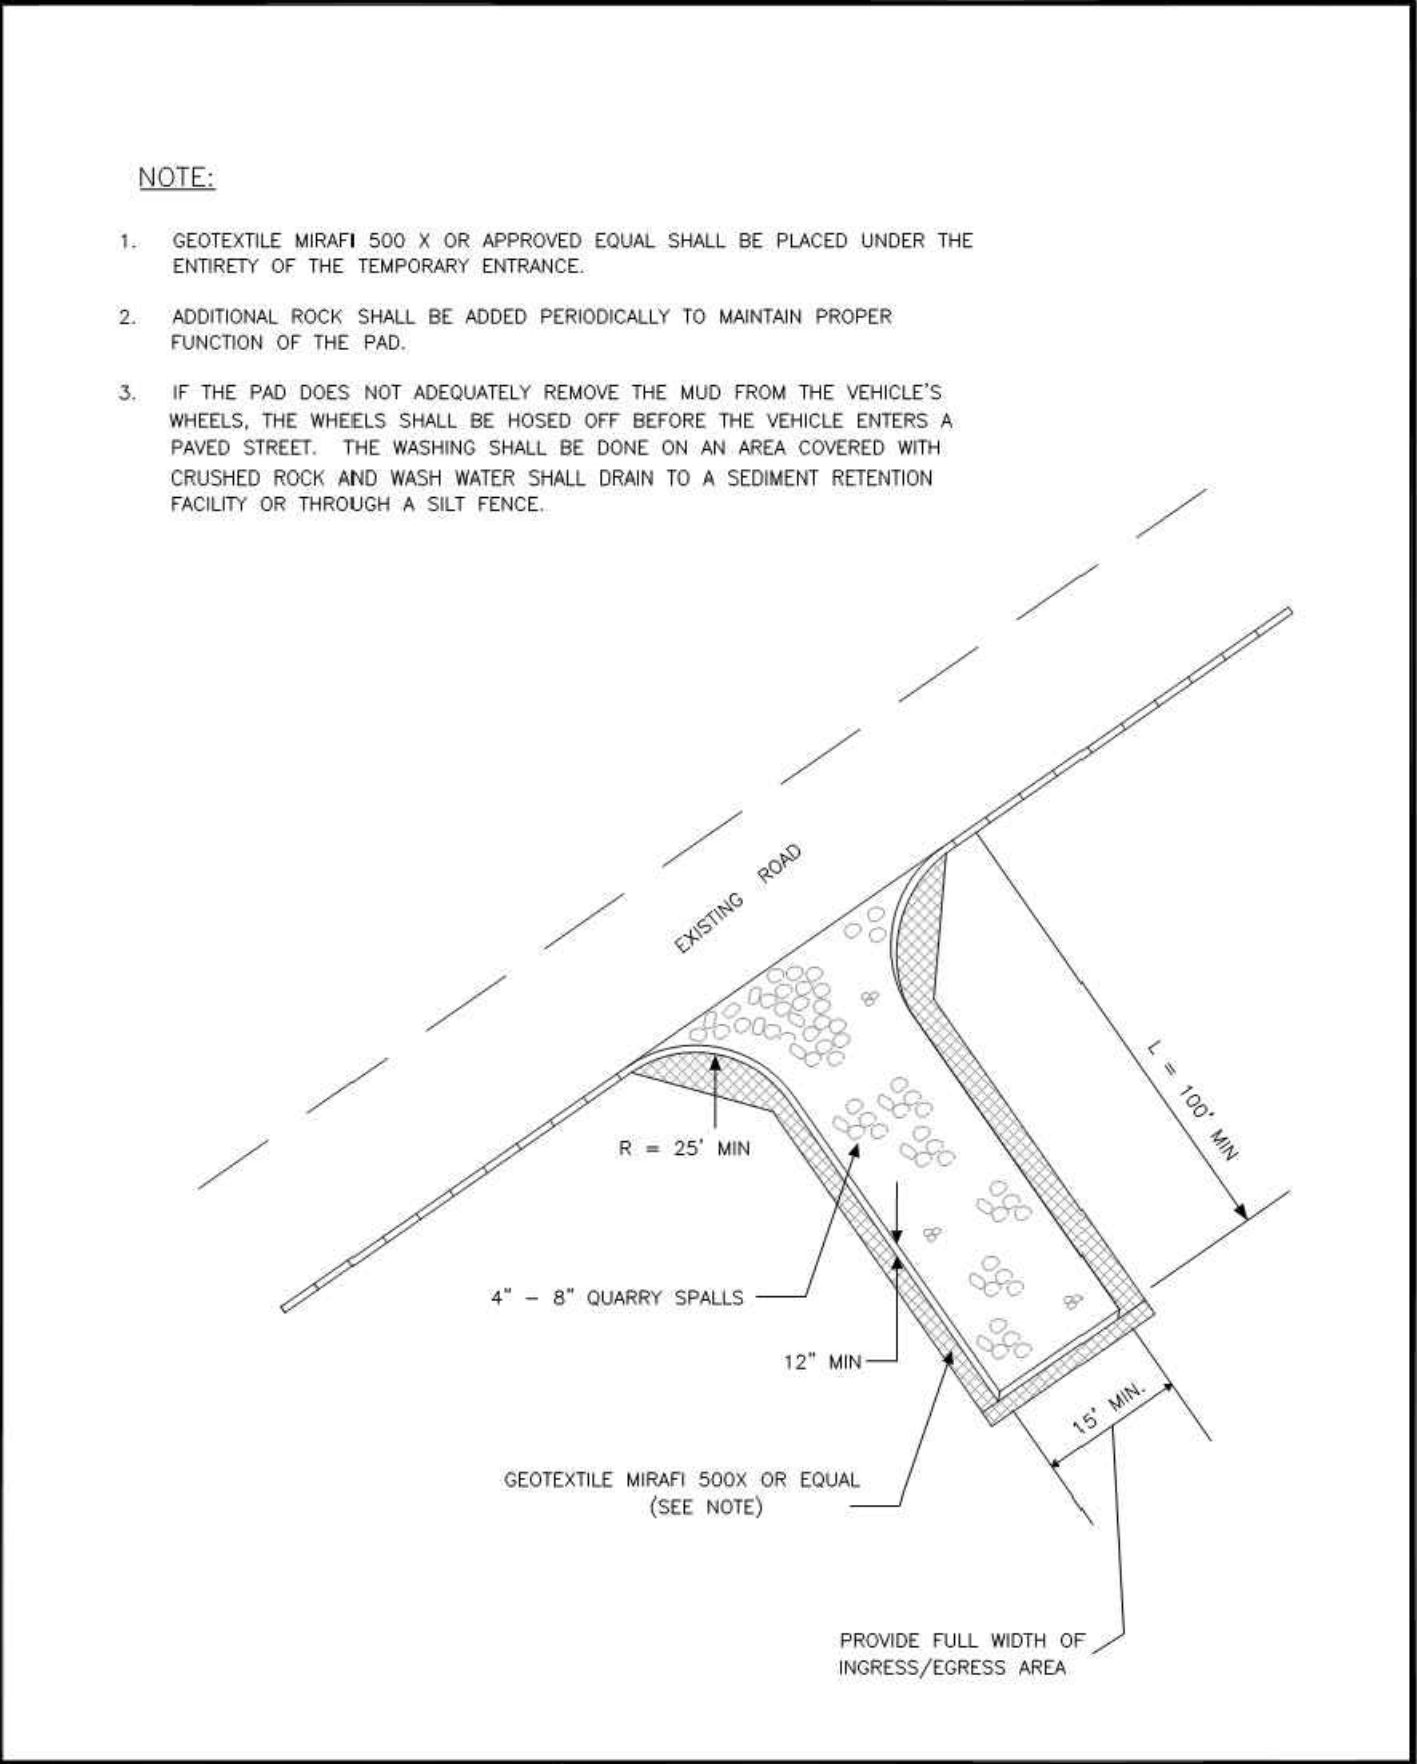 NOTE:
1. GEOTEXTILE MIRAFI 500 X OR APPROVED EQUAL SHALL BE PLACED UNDER THE
ENTIRETY OF THE TEMPORARY ENTRANCE.
2. ADDITIONAL ROCK SHALL BE ADDED PERIODICALLY TO MAINTAIN PROPER
FUNCTION OF THE PAD.
3. IF THE PAD DOES NOT ADEQUATELY REMOVE THE MUD FROM THE VEHICLE'S
WHEELS, THE WHEELS SHALL BE HOSED OFF BEFORE THE VEHICLE ENTERS A
PAVED STREET. THE WASHING SHALL BE DONE ON AN AREA COVERED WITH
CRUSHED ROCK AND WASH WATER SHALL DRAIN TO A SEDIMENT RETENTION
FACILITY OR THROUGH A SILT FENCE.
EXISTING ROAD
L = 100' MIN
R = 25' MIN
4" - 8" QUARRY SPALLS
12" MIN
15' MIN.
GEOTEXTILE MIRAFI 500X OR EQUAL
(SEE NOTE)
PROVIDE FULL WIDTH OF
INGRESS/EGRESS AREA